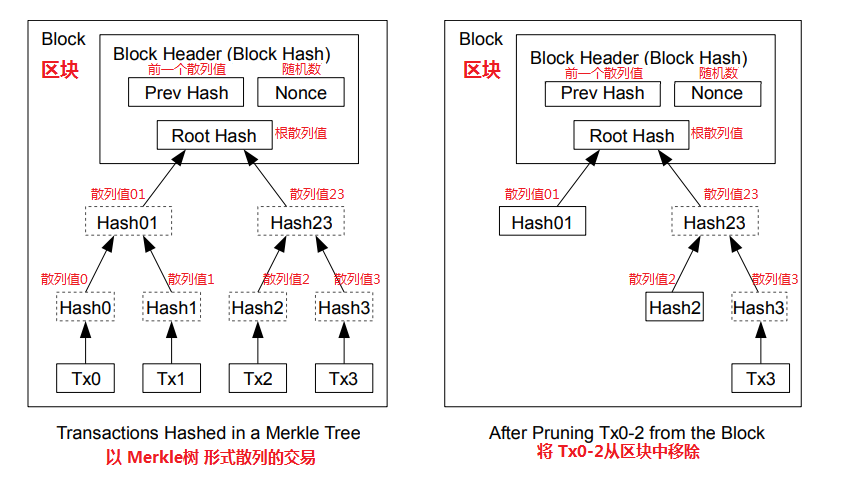 Block
区块
Block Header (Block Hash)
前一个散列值
随机数
Prev Hash
Nonce
Root Hash
根散列值
散列值01
散列值23
Hash01
Hash23
散列值0
散列值1
散列值2
散列值3
Hash0
Hash1
Hash2
Hash3
Tx0
Tx1
Tx2
Tx3
Transactions Hashed in a Merkle Tree
以 Merkle树 形式散列的交易
Block
区块
Block Header (Block Hash)
前一个散列值
随机数
Prev Hash
Nonce
Root Hash
根散列值
散列值01
散列值23
Hash01
Hash23
散列值2
散列值3
Hash2
Hash3
Tx3
After Pruning Tx0-2 from the Block
将 Tx0-2从区块中移除